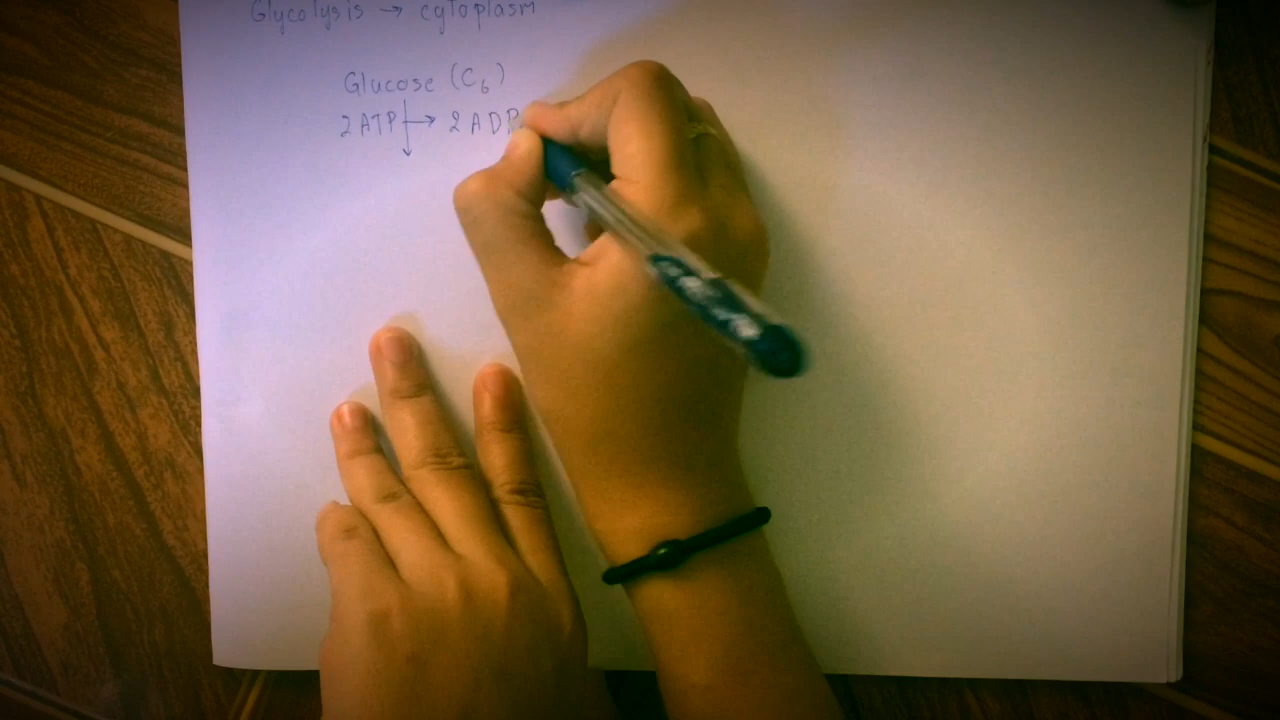 Glycolysis → cytoplasm
Glucose (C₆)
2ATP → 2ADP